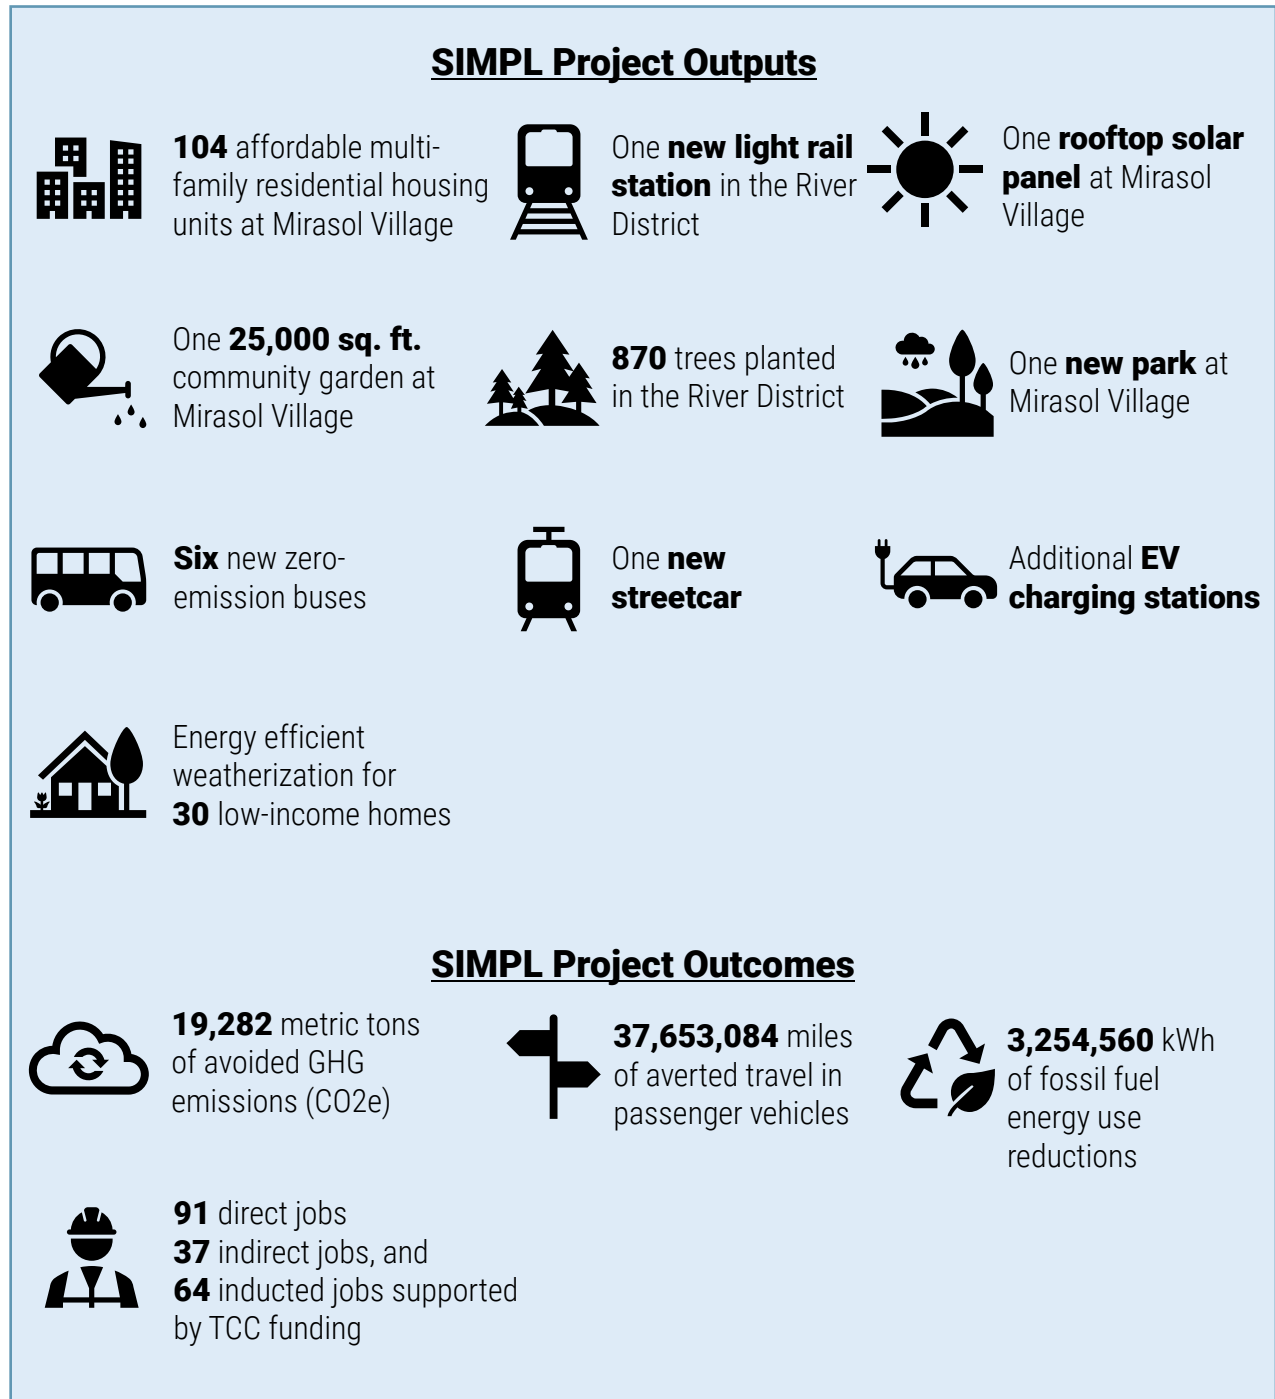 SIMPL Project Outputs
104 affordable multi-
family residential housing
units at Mirasol Village
One new light rail
station in the River
District
One rooftop solar
panel at Mirasol
Village
One 25,000 sq. ft.
community garden at
Mirasol Village
870 trees planted
in the River District
One new park at
Mirasol Village
Six new zero-
emission buses
One new
streetcar
Additional EV
charging stations
Energy efficient
weatherization for
30 low-income homes
SIMPL Project Outcomes
19,282 metric tons
of avoided GHG
emissions (CO2e)
37,653,084 miles
of averted travel in
passenger vehicles
3,254,560 kWh
of fossil fuel
energy use
reductions
91 direct jobs
37 indirect jobs, and
64 inducted jobs supported
by TCC funding